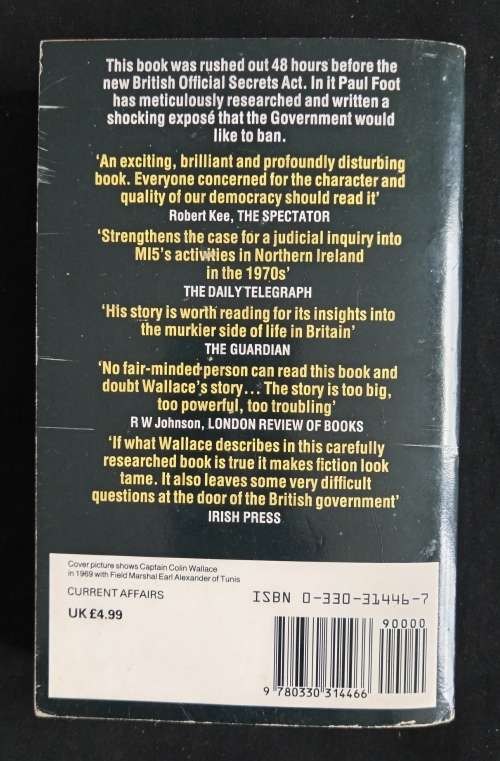 This book was rushed out 48 hours before the
new British Official Secrets Act. In it Paul Foot
has meticulously researched and written a
shocking exposé that the Government would
like to ban.
‘An exciting, brilliant and profoundly disturbing
book. Everyone concerned for the character and
quality of our democracy should read it’
Robert Kee, THE SPECTATOR
‘Strengthens the case for a judicial inquiry into
MI5’s activities in Northern Ireland
in the 1970s’
THE DAILY TELEGRAPH
‘His story is worth reading for its insights into
the murkier side of life in Britain’
THE GUARDIAN
‘No fair-minded person can read this book and
doubt Wallace’s story... The story is too big,
too powerful, too troubling’
R W Johnson, LONDON REVIEW OF BOOKS
‘If what Wallace describes in this carefully
researched book is true it makes fiction look
tame. It also leaves some very difficult
questions at the door of the British government’
IRISH PRESS
Cover picture shows Captain Colin Wallace
in 1969 with Field Marshal Earl Alexander of Tunis
CURRENT AFFAIRS
UK £4.99
ISBN 0-330-31446-7
90000
9 780330 314466